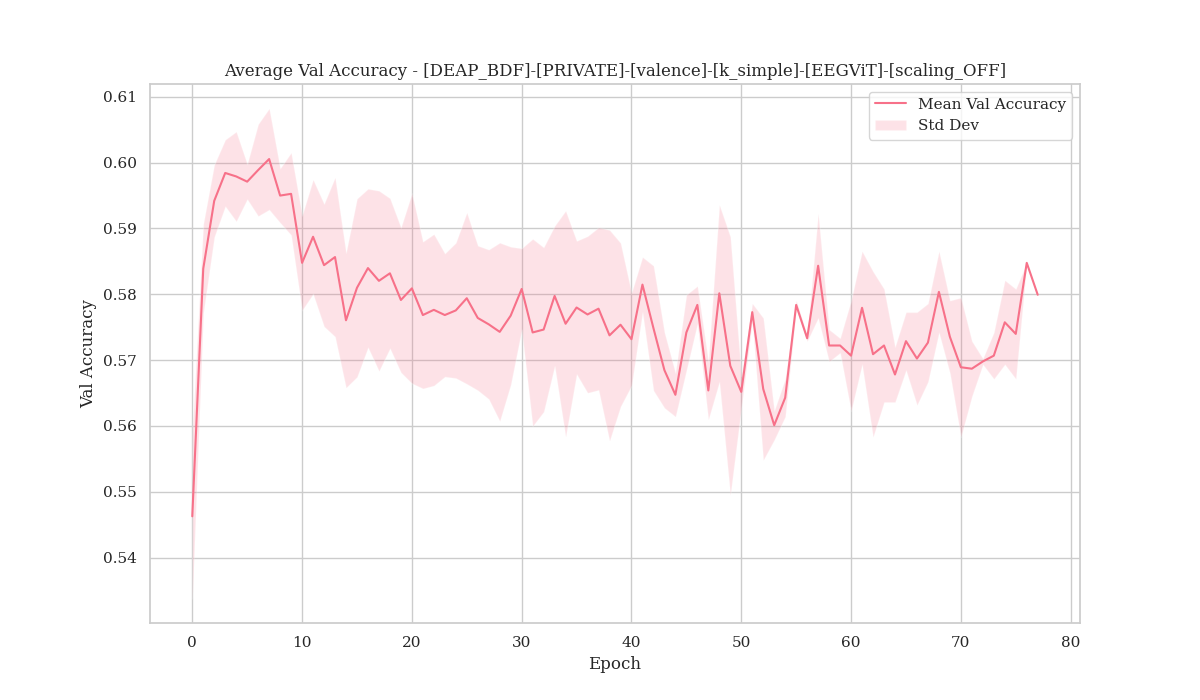 Average Val Accuracy - [DEAP_BDF]-[PRIVATE]-[valence]-[k_simple]-[EEGViT]-[scaling_OFF]
Mean Val Accuracy
Std Dev
0.61
0.60
0.59
0.58
0.57
0.56
0.55
0.54
Val Accuracy
0 10 20 30 40 50 60 70 80
Epoch